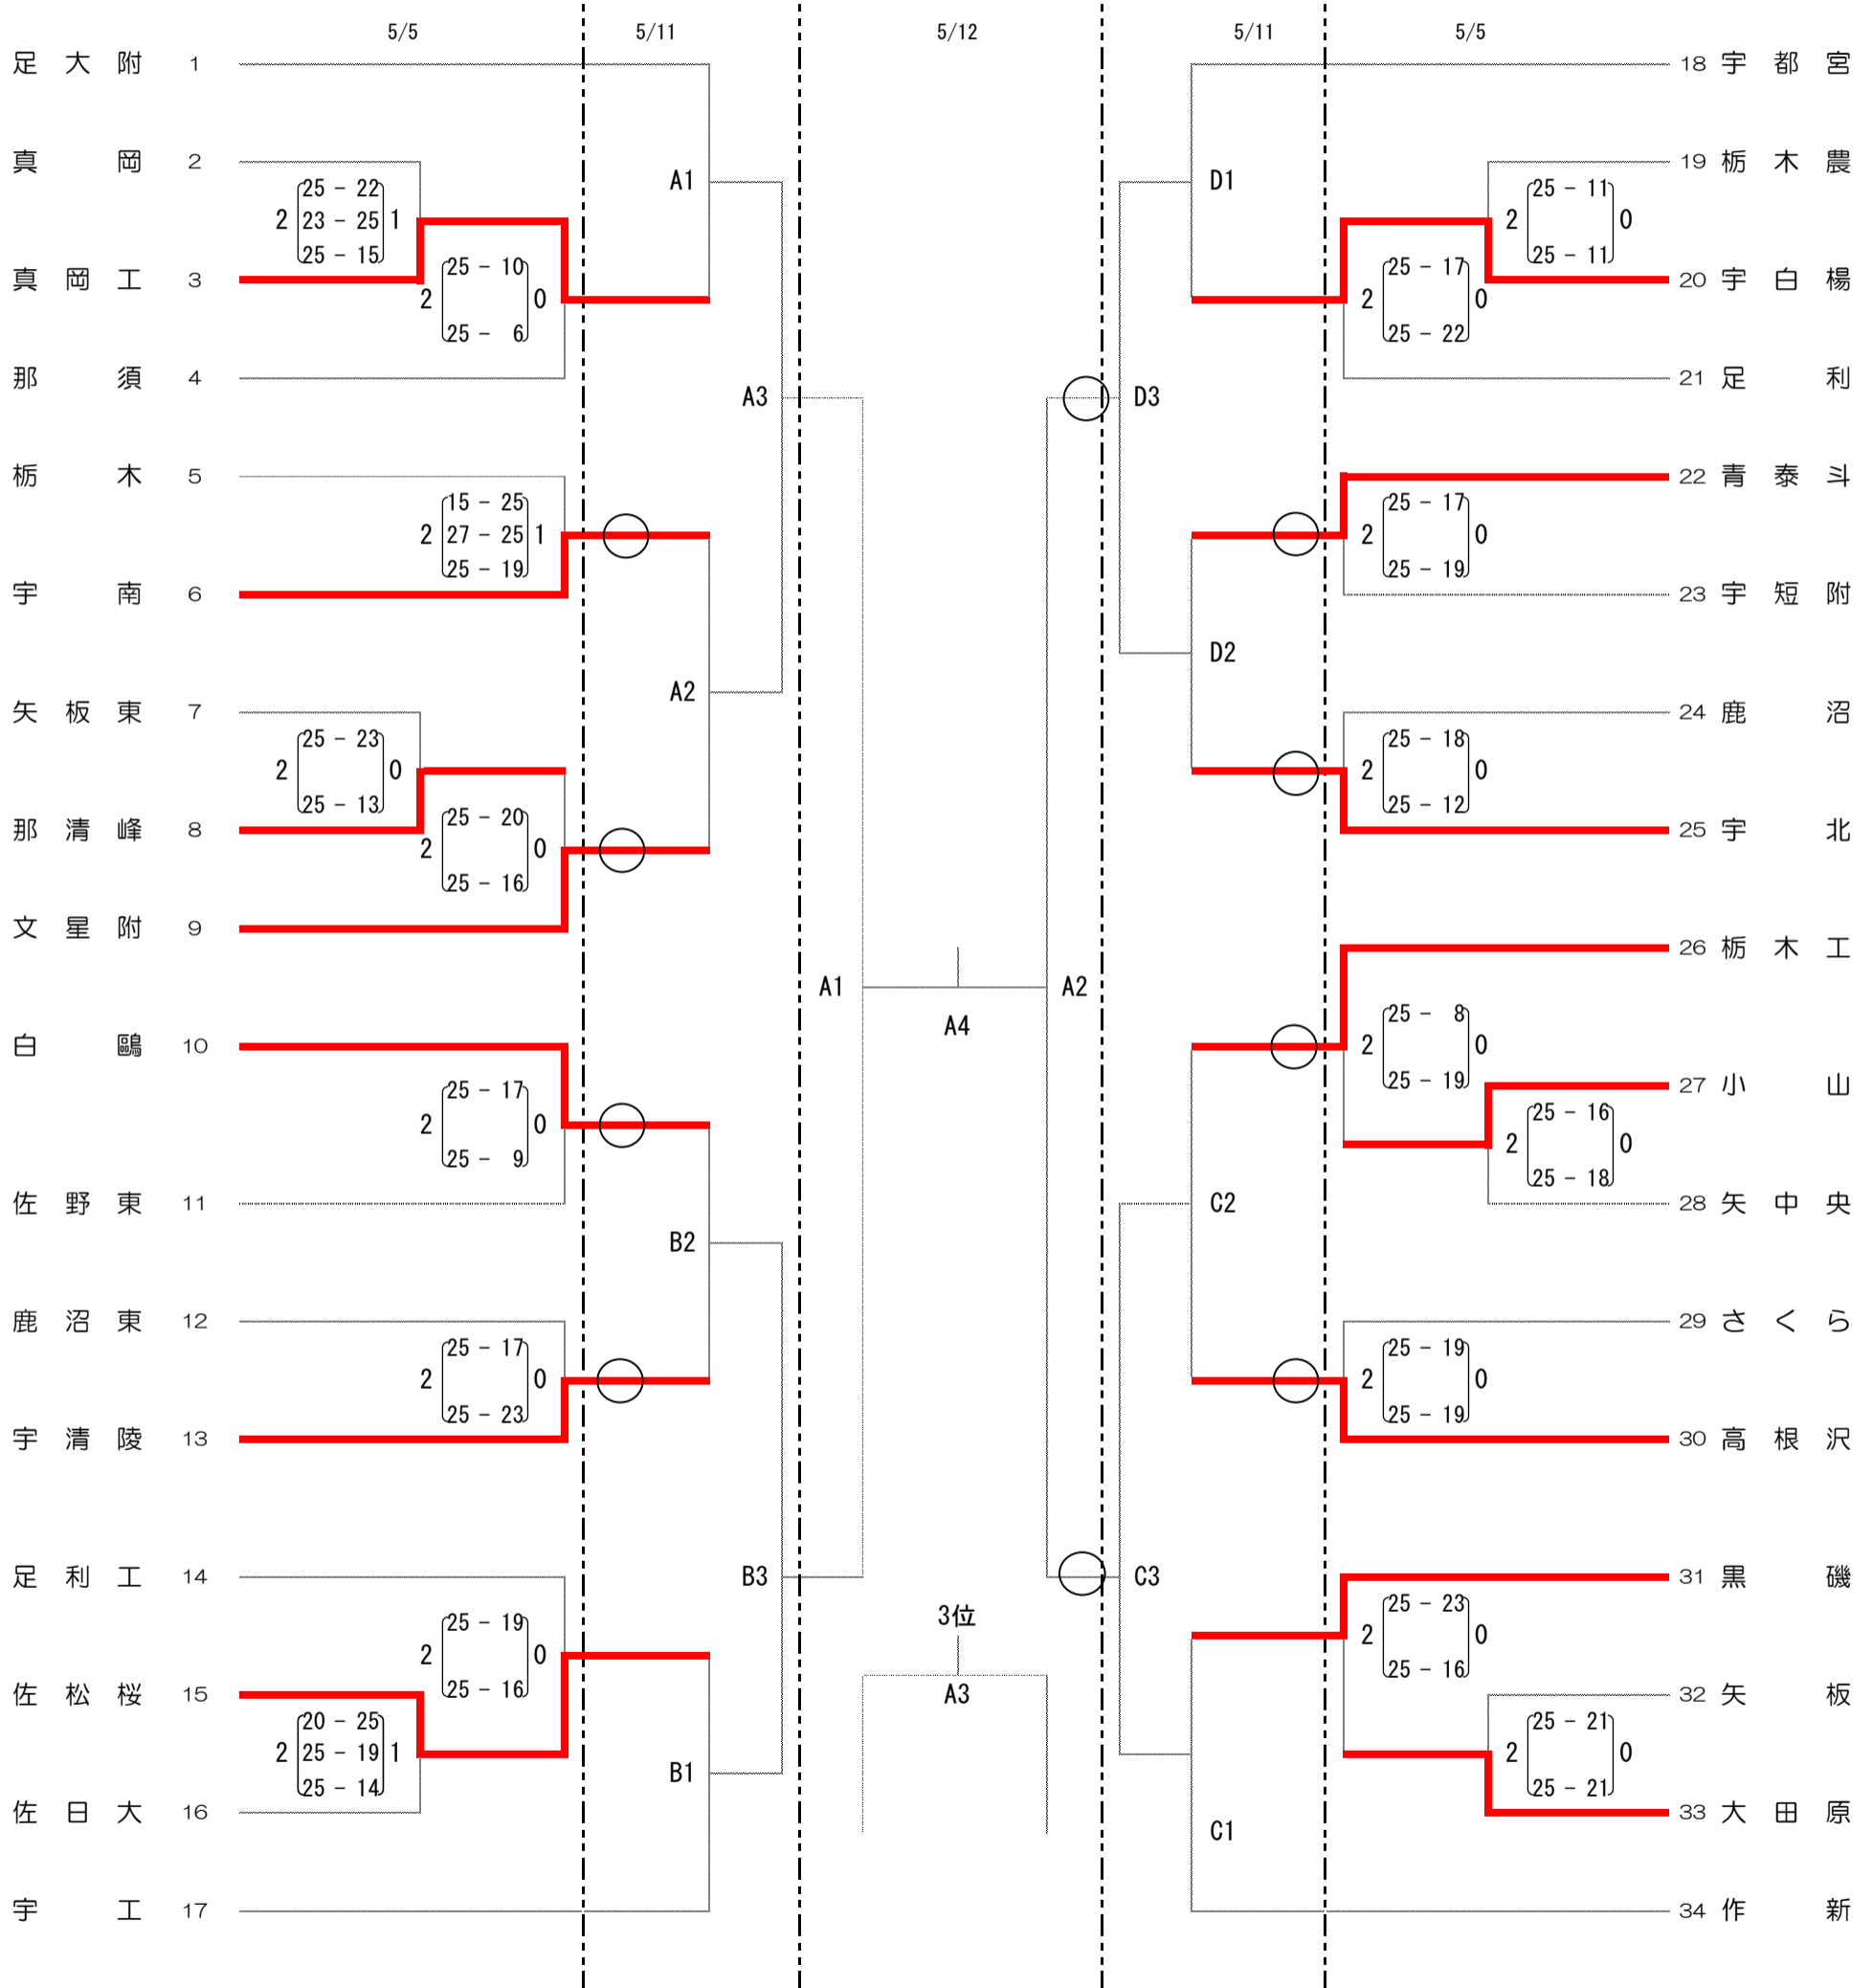 5/5 5/11 5/12 5/11 5/5
足大附 1
18 宇都宮
真岡 2
19 栃木農
A1
D1
2 25 - 22 1
23 - 25
25 - 15
2 25 - 11 0
25 - 11
真岡工 3
20 宇白楊
2 25 - 10 0
25 - 6
2 25 - 17 0
25 - 22
那須 4
21 足利
A3
D3
栃木 5
22 青泰斗
2 15 - 25 1
27 - 25
25 - 19
2 25 - 17 0
25 - 19
宇南 6
23 宇短附
D2
A2
矢板東 7
24 鹿沼
2 25 - 23 0
25 - 13
2 25 - 18 0
25 - 12
那清峰 8
25 宇北
2 25 - 20 0
25 - 16
文星附 9
26 栃木工
A1
A2
A4
2 25 - 8 0
25 - 19
白鷗 10
27 小山
2 25 - 17 0
25 - 9
2 25 - 16 0
25 - 18
佐野東 11
28 矢中央
C2
B2
鹿沼東 12
29 さくら
2 25 - 17 0
25 - 23
2 25 - 19 0
25 - 19
宇清陵 13
30 高根沢
足利工 14
31 黒磯
B3
C3
3位
A3
2 25 - 19 0
25 - 16
2 25 - 23 0
25 - 16
佐松桜 15
32 矢板
2 20 - 25 1
25 - 19
25 - 14
2 25 - 21 0
25 - 21
B1
佐日大 16
33 大田原
C1
宇工 17
34 作新